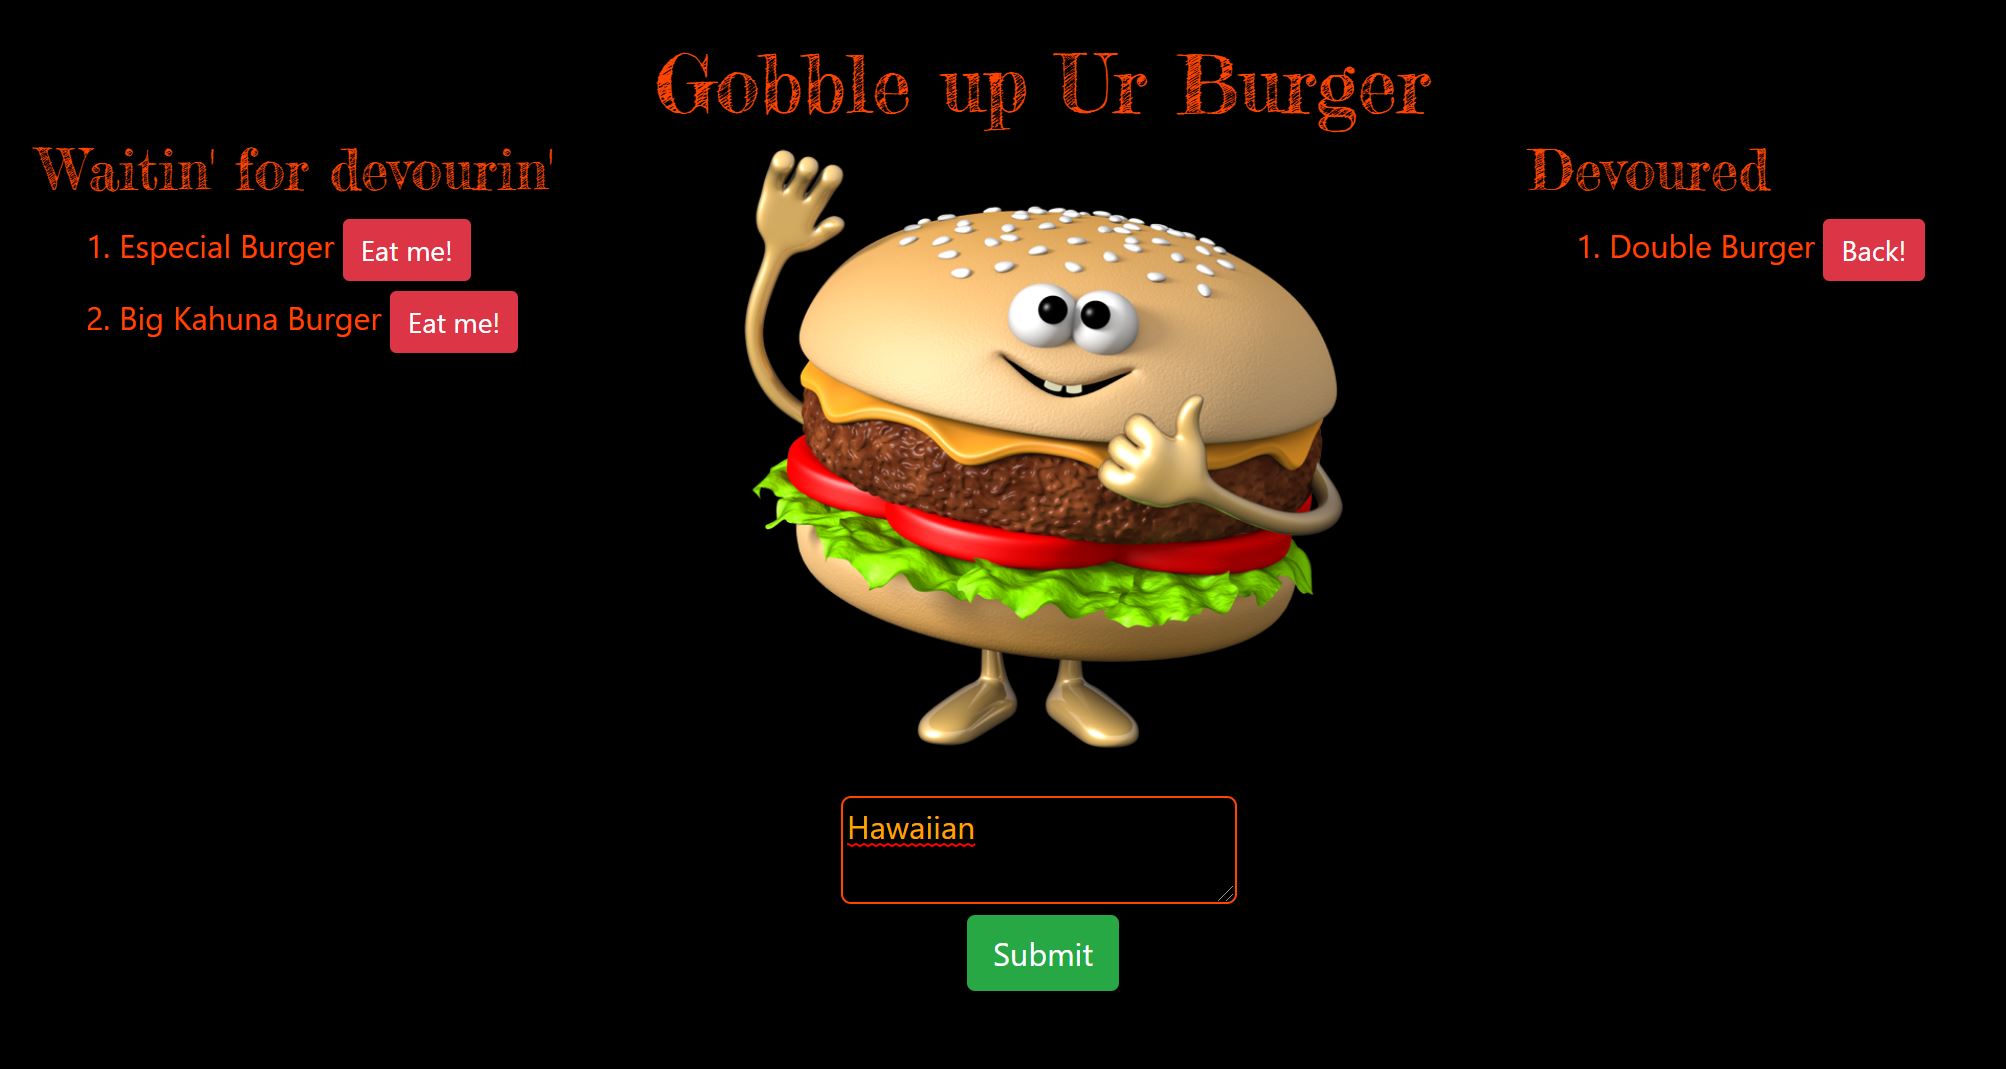 Gobble up Ur Burger
Waitin' for devourin'
1. Especial Burger Eat me!
2. Big Kahuna Burger Eat me!
Devoured
1. Double Burger Back!
Hawaiian
Submit